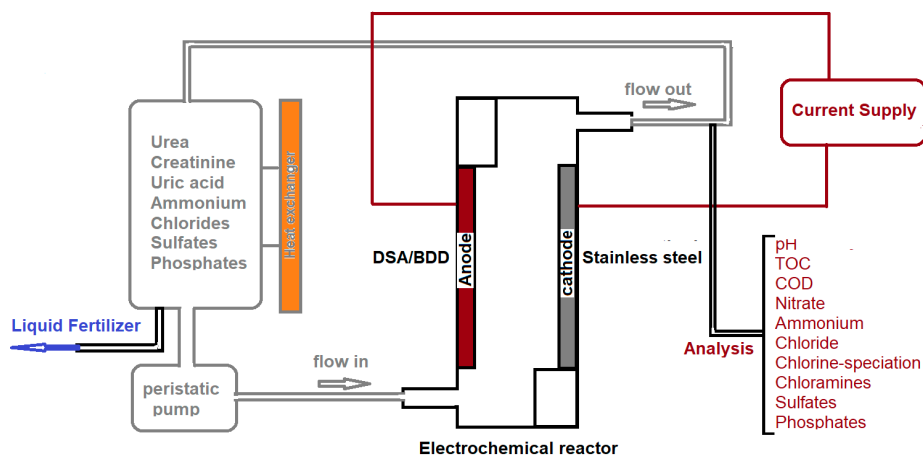 flow out
Current Supply
Urea
Creatinine
Uric acid
Ammonium
Chlorides
Sulfates
Phosphates
Heat exchanger
DSA/BDD
Anode
cathode
Stainless steel
pH
TOC
COD
Nitrate
Ammonium
Chloride
Chlorine-speciation
Chloramines
Sulfates
Phosphates
Analysis
Liquid Fertilizer
flow in
peristatic
pump
Electrochemical reactor